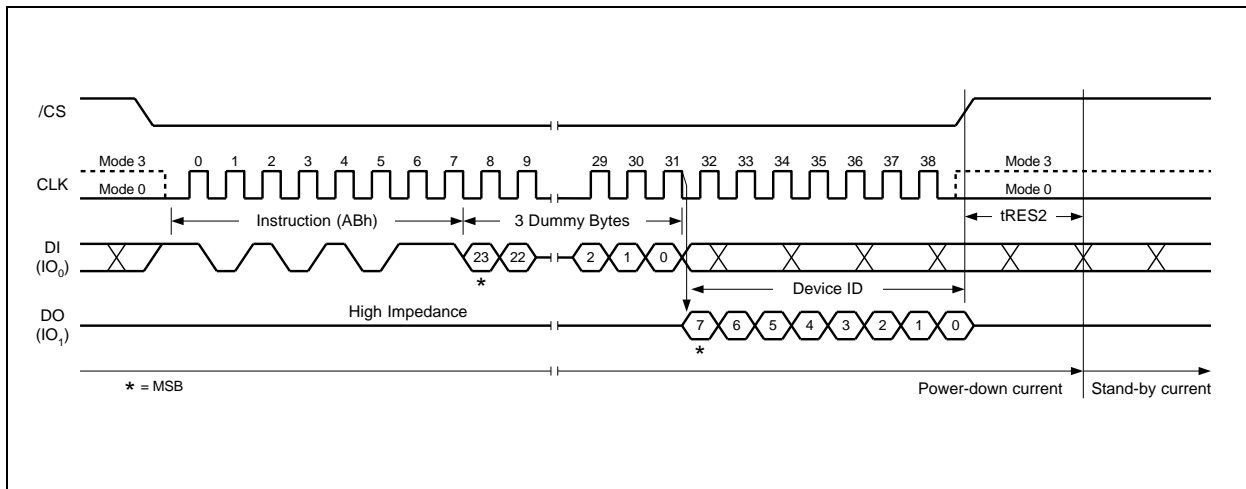 /CS
Mode 3 0 1 2 3 4 5 6 7 8 9 29 30 31 32 33 34 35 36 37 38 Mode 3
CLK Mode 0 Mode 0
Instruction (ABh) 3 Dummy Bytes tRES2
DI
(IO0) 23 22 2 1 0
*
Device ID
DO
(IO1) High Impedance 7 6 5 4 3 2 1 0
*
* = MSB Power-down current Stand-by current